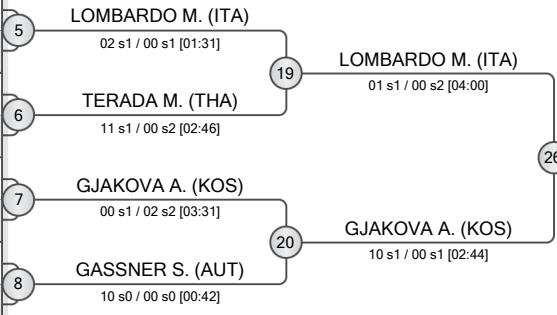 5
LOMBARDO M. (ITA)
02 s1 / 00 s1 [01:31]
19
LOMBARDO M. (ITA)
01 s1 / 00 s2 [04:00]
6
TERADA M. (THA)
11 s1 / 00 s2 [02:46]
26
7
GJAKOVA A. (KOS)
00 s1 / 02 s2 [03:31]
20
GJAKOVA A. (KOS)
10 s1 / 00 s1 [02:44]
8
GASSNER S. (AUT)
10 s0 / 00 s0 [00:42]